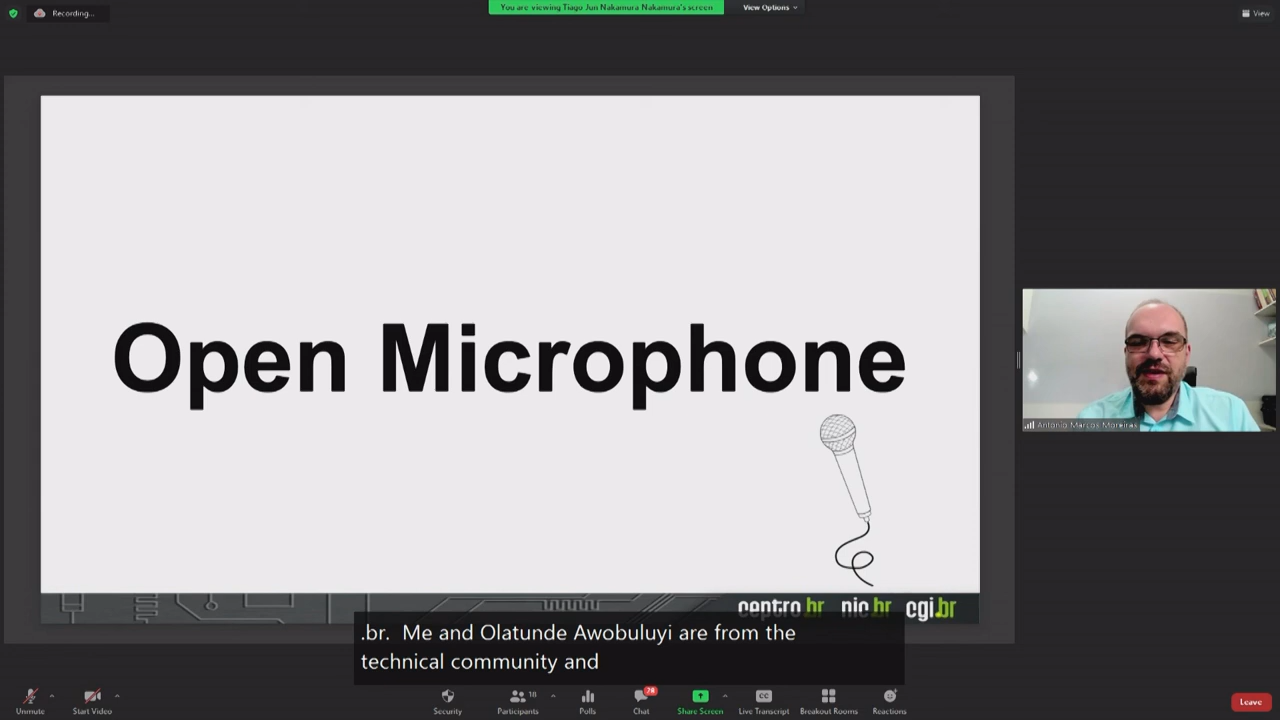 Recording...
You are viewing Tiago Jun Nakamura Nakamura's screen
View Options
View
Open Microphone
Antonio Marcos Moreiras
ceptro.br nic.br cgi.br
.br. Me and Olatunde Awobuluyi are from the
technical community and
Unmute
Start Video
Security
Participants
18
Polls
Chat
28
Share Screen
CC
Live Transcript
Breakout Rooms
Reactions
Leave